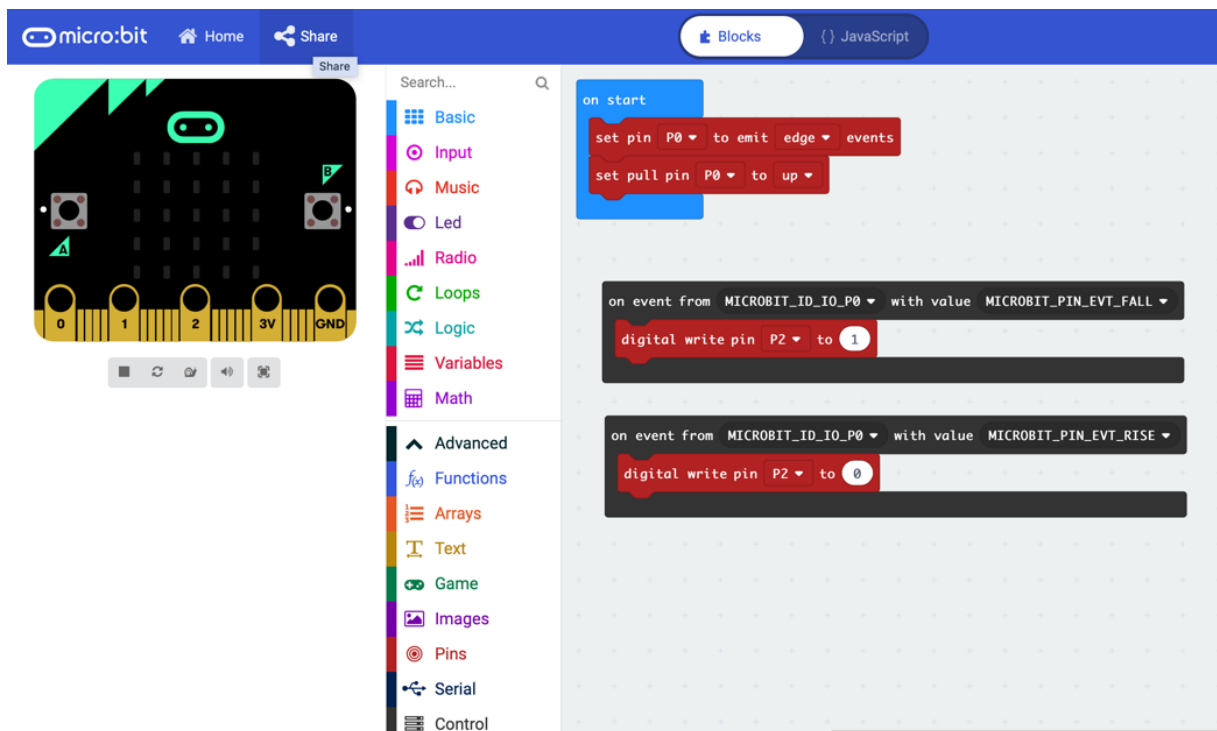 micro:bit Home Share Blocks {} JavaScript
Share
Search...
Basic
Input
Music
Led
Radio
Loops
Logic
Variables
Math
Advanced
f(x) Functions
Arrays
Text
Game
Images
Pins
Serial
Control
B
A
0 1 2 3V GND
on start
set pin P0 to emit edge events
set pull pin P0 to up
on event from MICROBIT_ID_IO_P0 with value MICROBIT_PIN_EVT_FALL
digital write pin P2 to 1
on event from MICROBIT_ID_IO_P0 with value MICROBIT_PIN_EVT_RISE
digital write pin P2 to 0